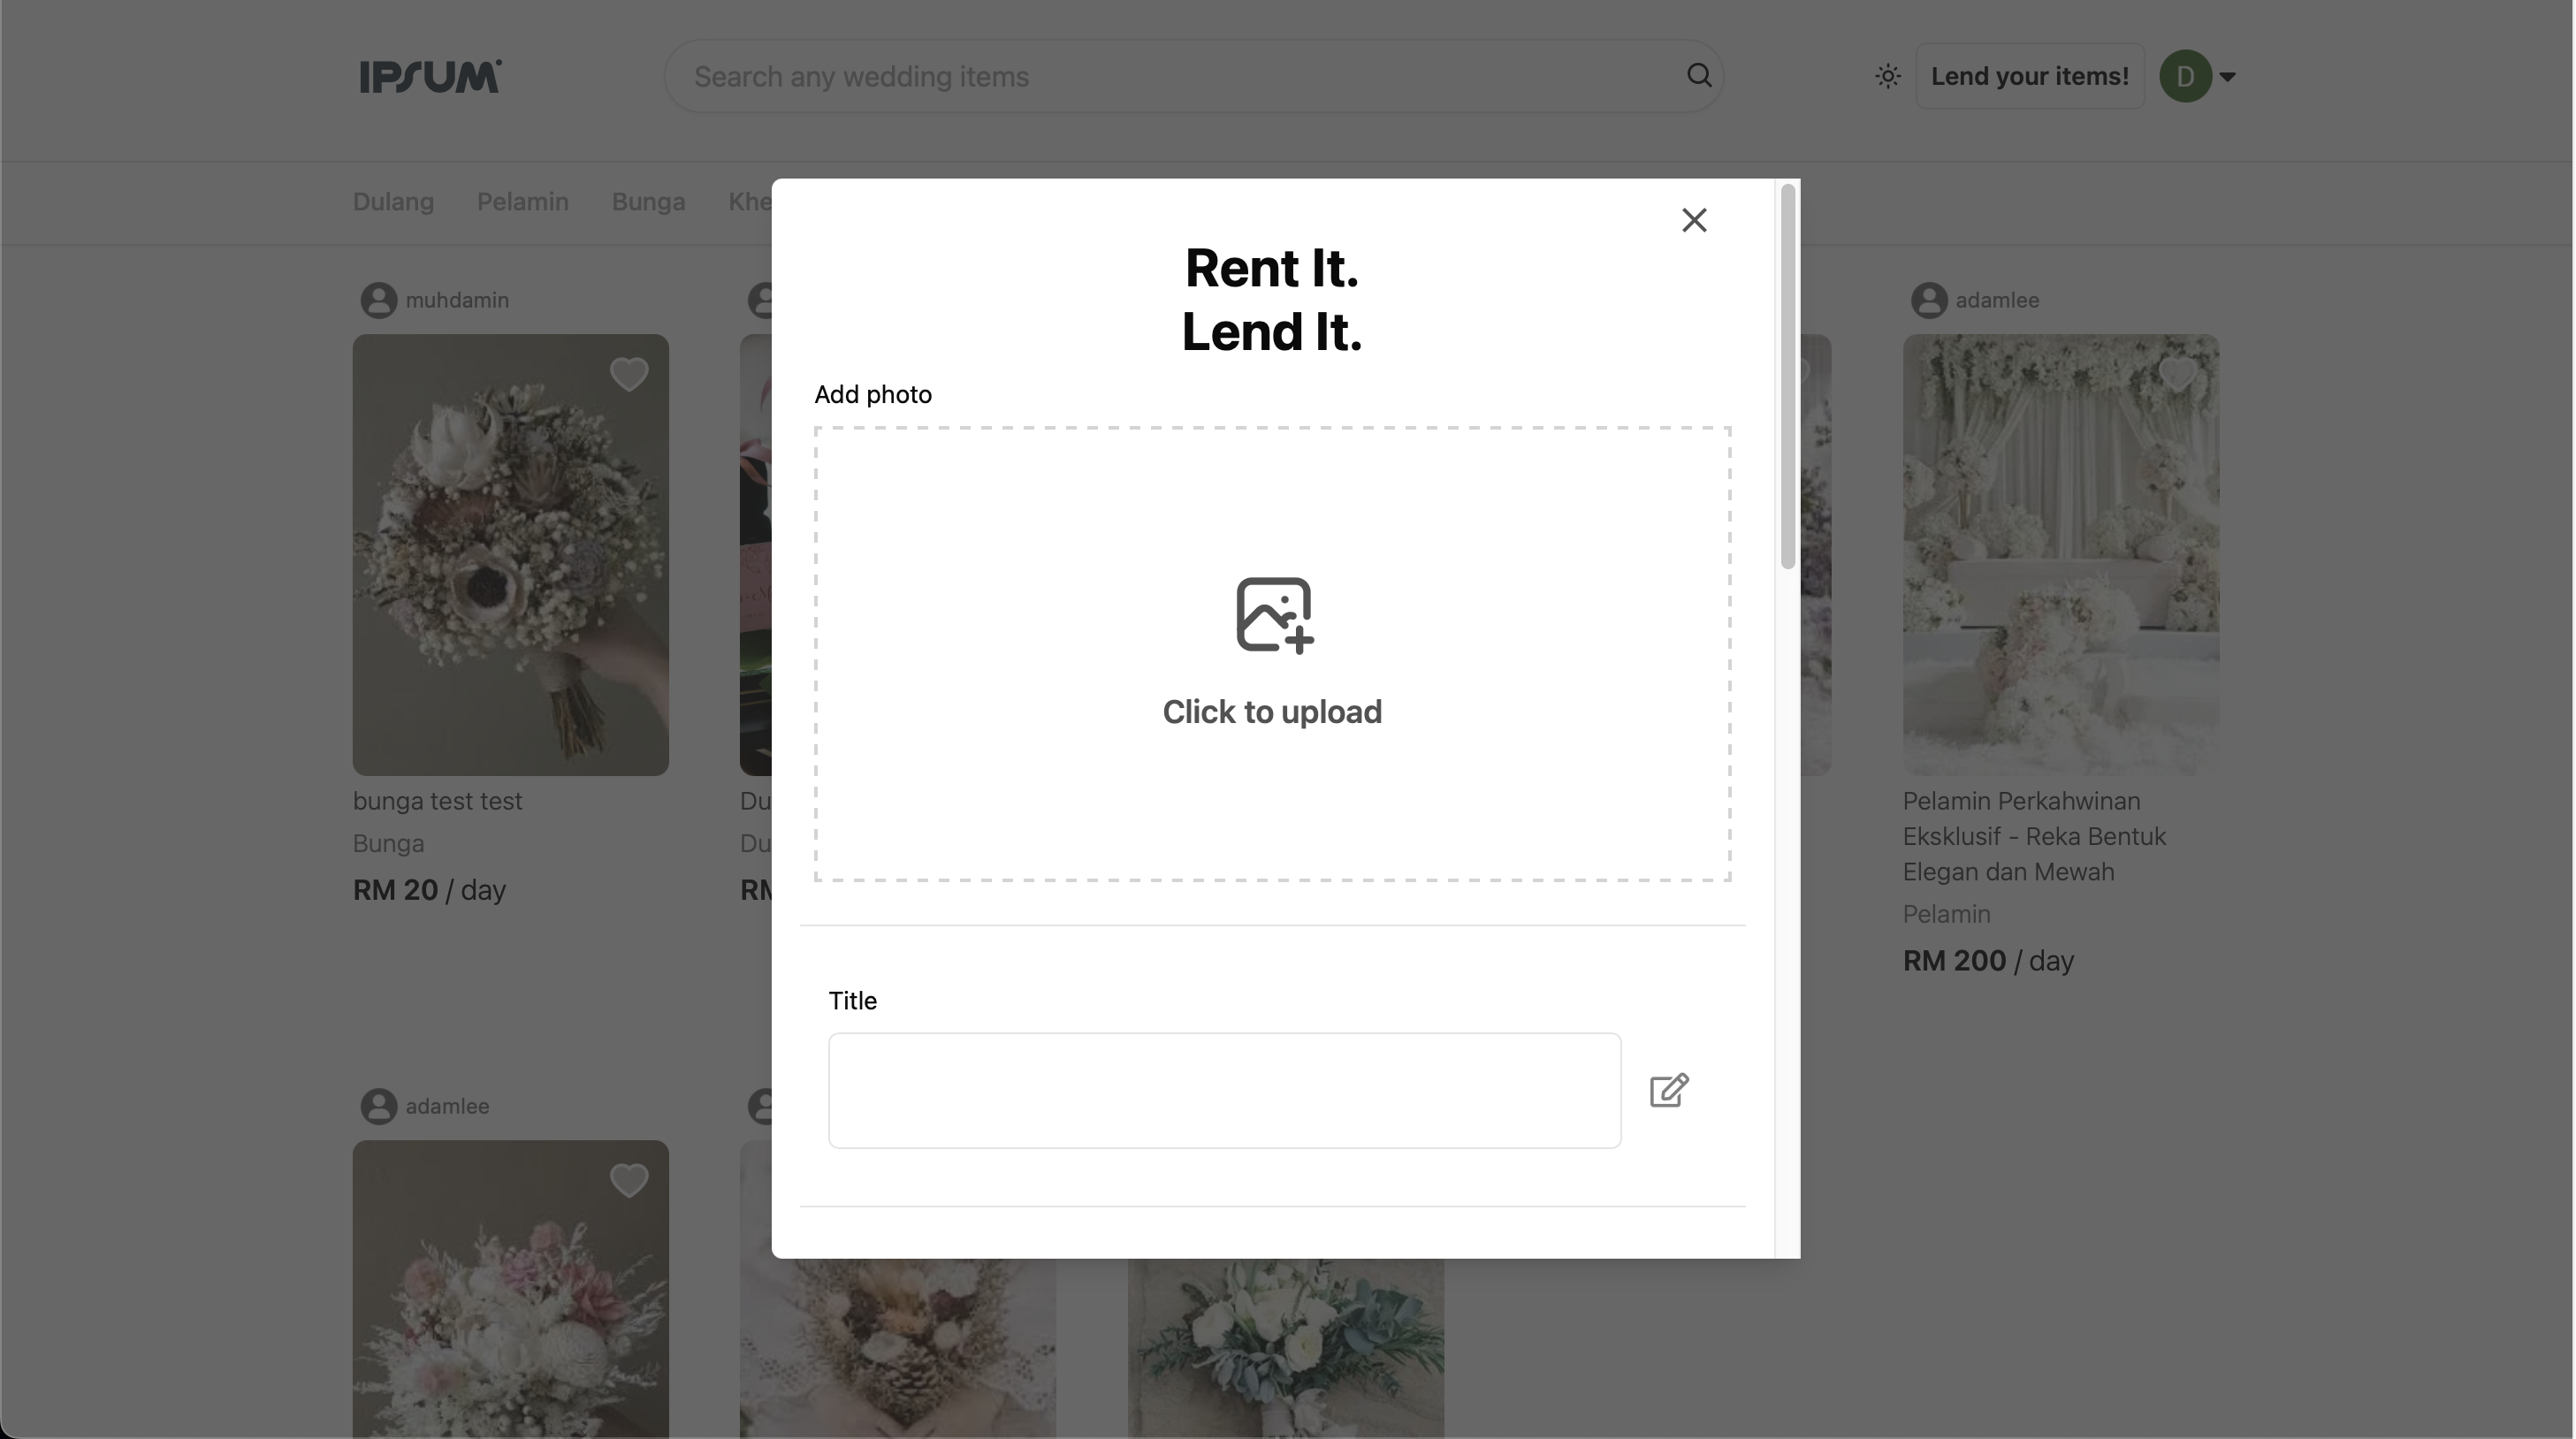 IPSUM
Search any wedding items
Lend your items!
D
Dulang
Pelamin
Bunga
Khe
Rent It.
Lend It.
Add photo
Click to upload
Title
muhdamin
bunga test test
Bunga
RM 20 / day
Du
Du
RM
adamlee
Pelamin Perkahwinan
Eksklusif - Reka Bentuk
Elegan dan Mewah
Pelamin
RM 200 / day
adamlee